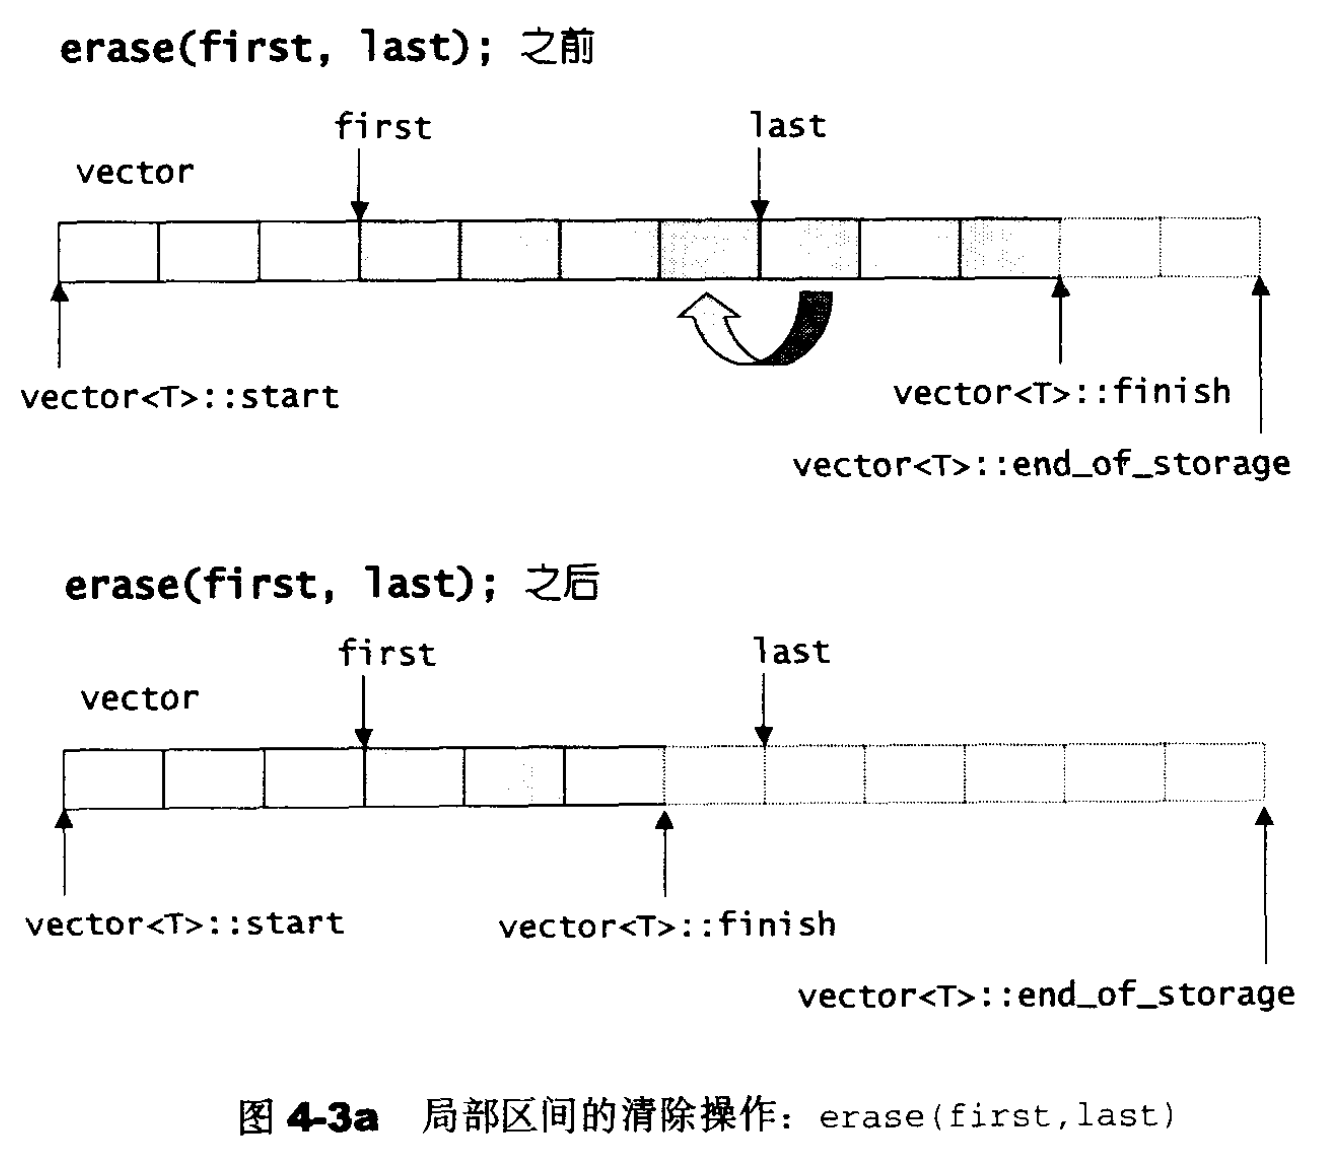 erase(first, last); 之前
first
last
vector
vector<T>::start
vector<T>::finish
vector<T>::end_of_storage
erase(first, last); 之后
first
last
vector
vector<T>::start
vector<T>::finish
vector<T>::end_of_storage
图 4-3a 局部区间的清除操作：erase(first,last)